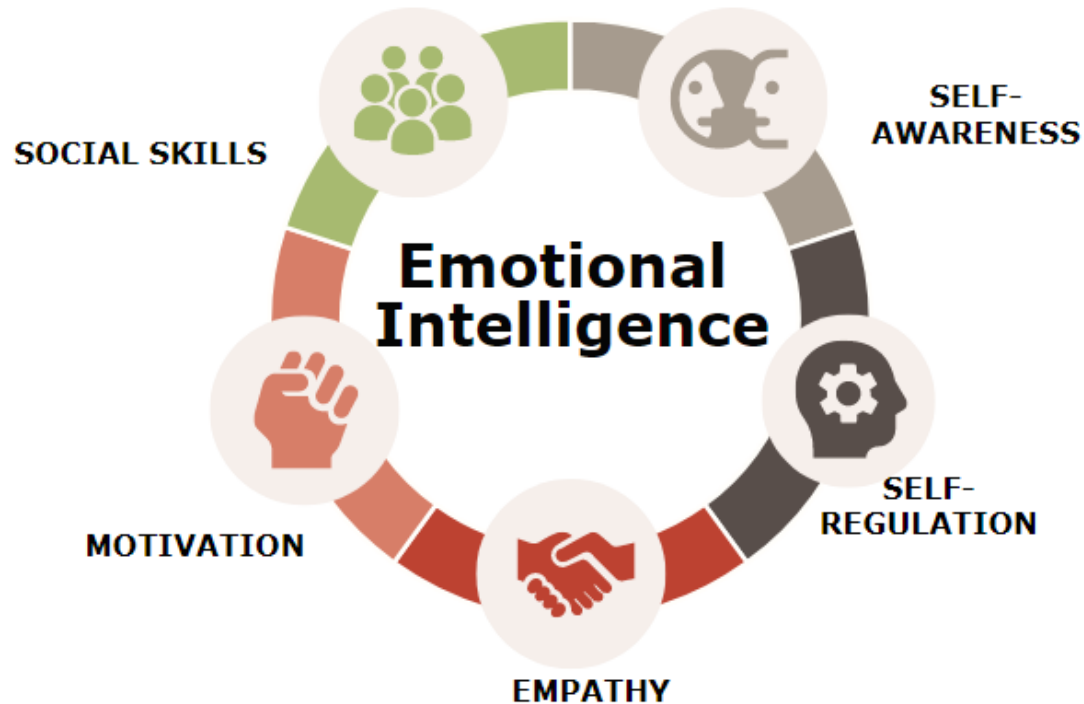 SELF-
AWARENESS
SOCIAL SKILLS
Emotional
Intelligence
SELF-
REGULATION
MOTIVATION
EMPATHY